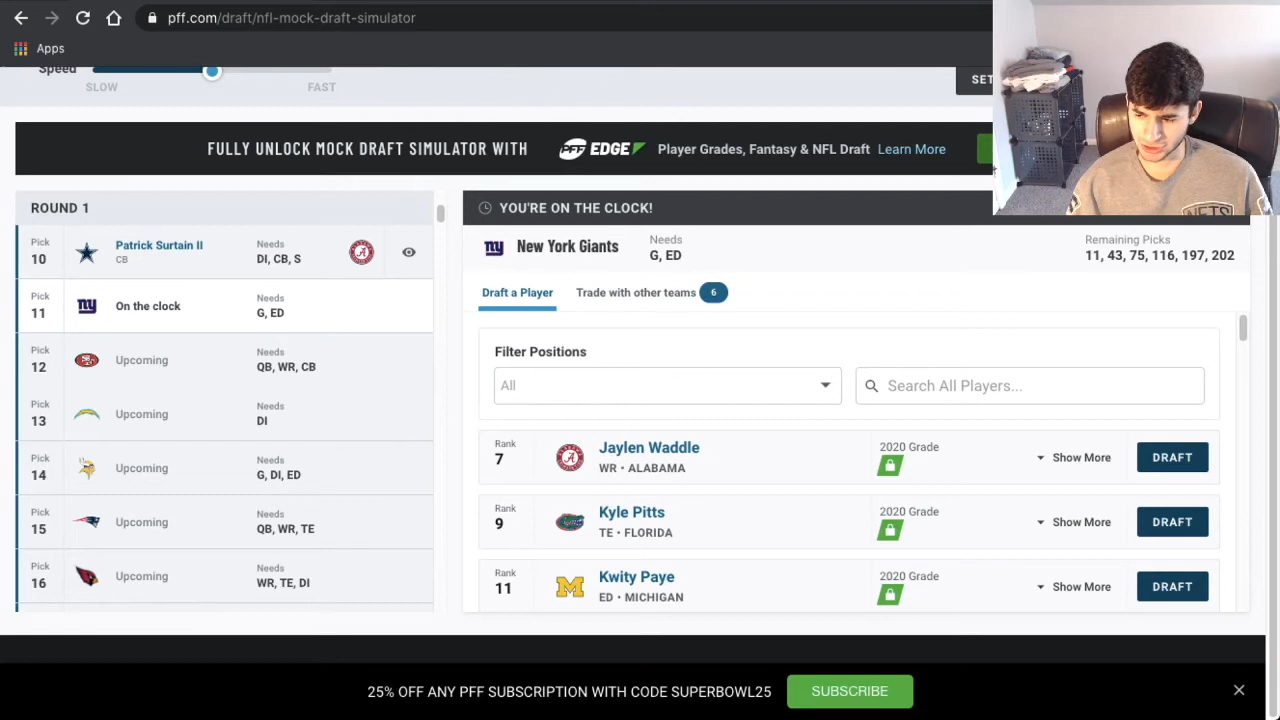 pff.com/draft/nfl-mock-draft-simulator
Apps
Speed
SLOW FAST
SET
FULLY UNLOCK MOCK DRAFT SIMULATOR WITH PFF EDGE Player Grades, Fantasy & NFL Draft Learn More
ROUND 1
Pick 10 Patrick Surtain II CB Needs DI, CB, S
Pick 11 On the clock Needs G, ED
Pick 12 Upcoming Needs QB, WR, CB
Pick 13 Upcoming Needs DI
Pick 14 Upcoming Needs G, DI, ED
Pick 15 Upcoming Needs QB, WR, TE
Pick 16 Upcoming Needs WR, TE, DI
YOU'RE ON THE CLOCK!
ny New York Giants Needs G, ED
Remaining Picks
11, 43, 75, 116, 197, 202
Draft a Player Trade with other teams 6
Filter Positions
All Search All Players...
Rank 7 Jaylen Waddle WR • ALABAMA 2020 Grade Show More DRAFT
Rank 9 Kyle Pitts TE • FLORIDA 2020 Grade Show More DRAFT
Rank 11 Kwity Paye ED • MICHIGAN 2020 Grade Show More DRAFT
25% OFF ANY PFF SUBSCRIPTION WITH CODE SUPERBOWL25 SUBSCRIBE
NETS